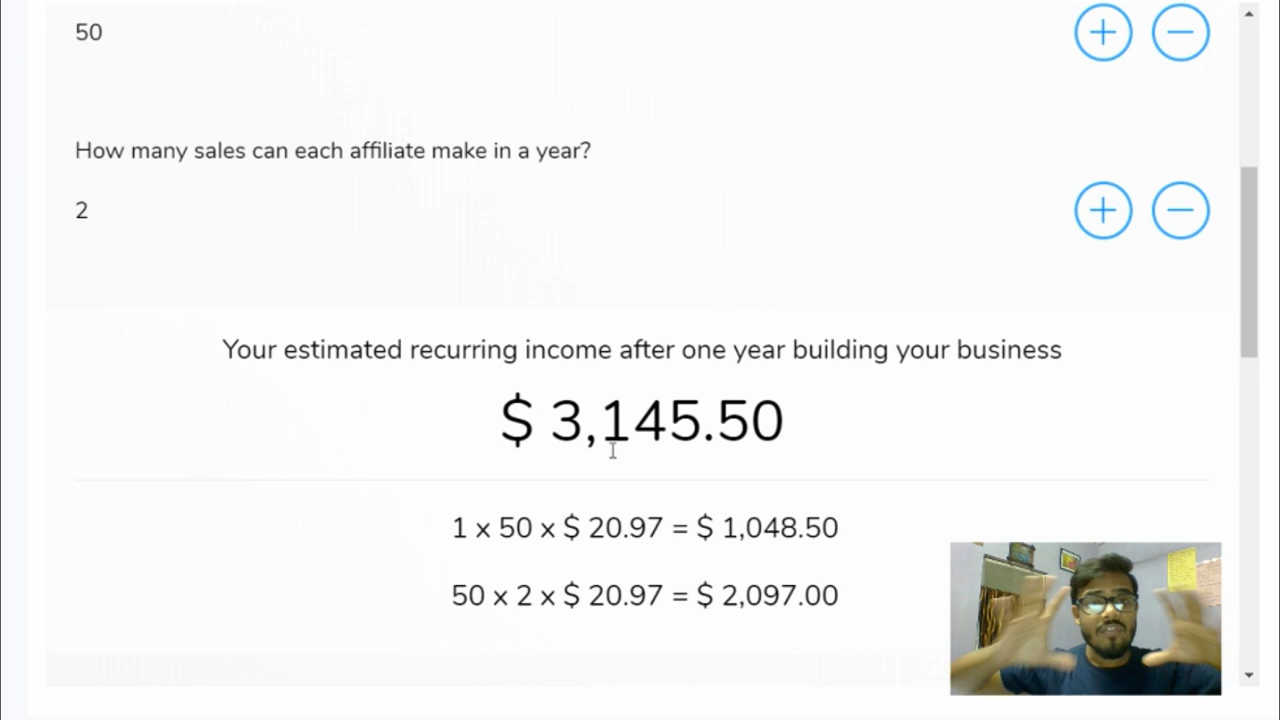 50
How many sales can each affiliate make in a year?
2
Your estimated recurring income after one year building your business
$ 3,145.50
1 x 50 x $ 20.97 = $ 1,048.50
50 x 2 x $ 20.97 = $ 2,097.00